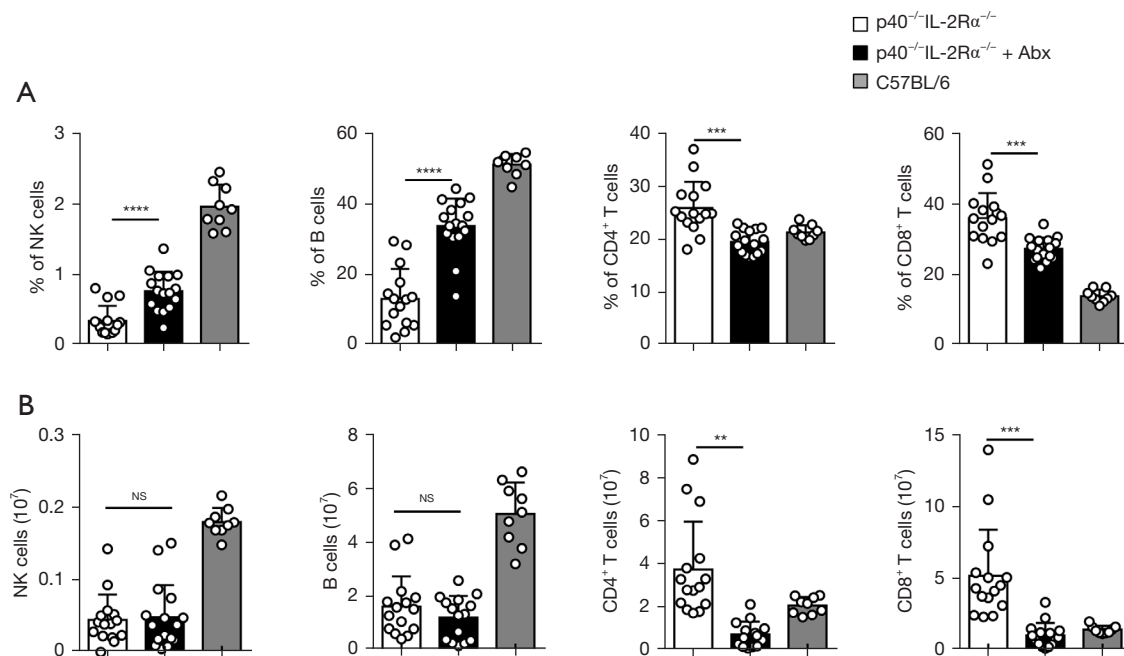 p40⁻/⁻IL-2Rα⁻/⁻
p40⁻/⁻IL-2Rα⁻/⁻ + Abx
C57BL/6
A
% of NK cells
3
2
1
0
****
% of B cells
60
40
20
0
****
% of CD4⁺ T cells
40
30
20
10
0
***
% of CD8⁺ T cells
80
60
40
20
0
***
B
NK cells (10⁷)
0.3
0.2
0.1
0
NS
B cells (10⁷)
8
6
4
2
0
NS
CD4⁺ T cells (10⁷)
10
8
6
4
2
0
**
CD8⁺ T cells (10⁷)
15
10
5
0
***